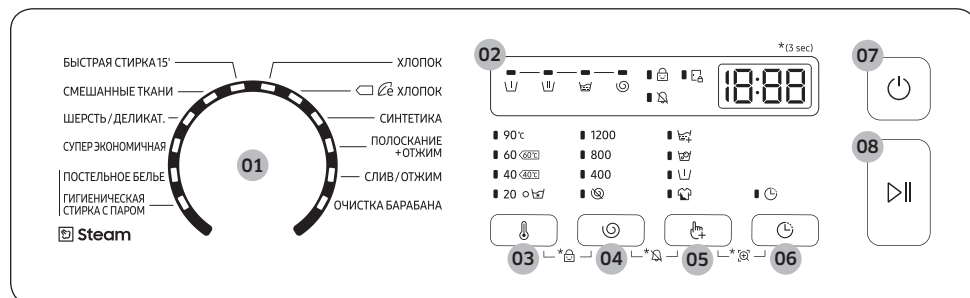 *(3 sec)
02
07
18:88
БЫСТРАЯ СТИРКА 15'
ХЛОПОК
СМЕШАННЫЕ ТКАНИ
ХЛОПОК
ШЕРСТЬ/ДЕЛИКАТ.
СИНТЕТИКА
СУПЕР ЭКОНОМИЧНАЯ
ПОЛОСКАНИЕ
+ОТЖИМ
01
ПОСТЕЛЬНОЕ БЕЛЬЕ
СЛИВ/ОТЖИМ
ГИГИЕНИЧЕСКАЯ
СТИРКА С ПАРОМ
ОЧИСТКА БАРАБАНА
Steam
90℃ 1200
60 60℃ 800
40 40℃ 400
20
08
03 * 04 * 05 * 06